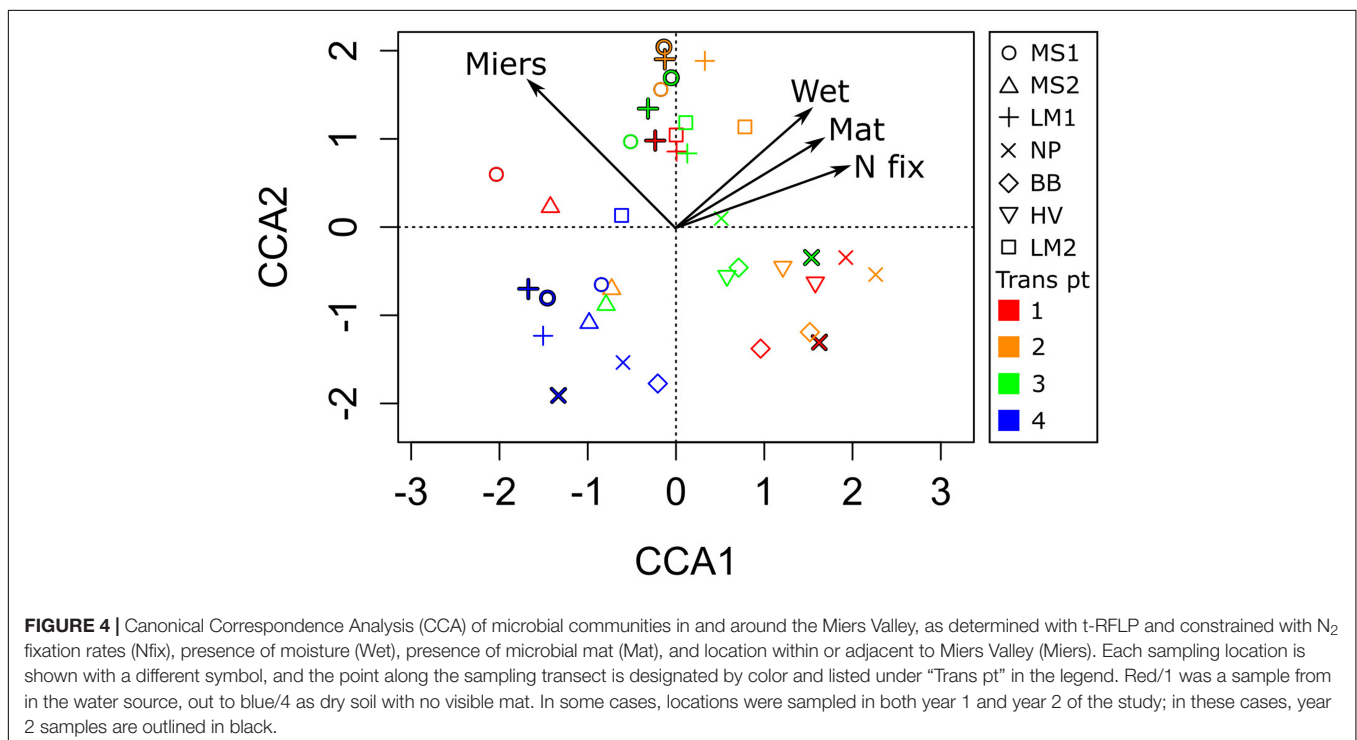 Miers
Wet
Mat
N fix
2
1
0
-1
-2
CCA2
-3
-2
-1
0
1
2
3
CCA1
MS1
MS2
LM1
NP
BB
HV
LM2
Trans pt
1
2
3
4
FIGURE 4 | Canonical Correspondence Analysis (CCA) of microbial communities in and around the Miers Valley, as determined with t-RFLP and constrained with N₂
fixation rates (Nfix), presence of moisture (Wet), presence of microbial mat (Mat), and location within or adjacent to Miers Valley (Miers). Each sampling location is
shown with a different symbol, and the point along the sampling transect is designated by color and listed under “Trans pt” in the legend. Red/1 was a sample from
in the water source, out to blue/4 as dry soil with no visible mat. In some cases, locations were sampled in both year 1 and year 2 of the study; in these cases, year
2 samples are outlined in black.